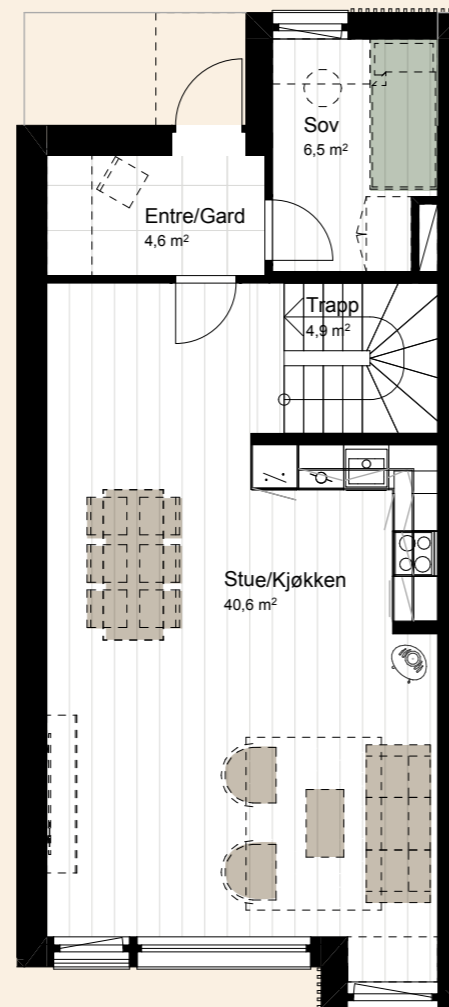 Sov
6,5 m²
Entre/Gard
4,6 m²
Trapp
4,9 m²
Stue/Kjøkken
40,6 m²